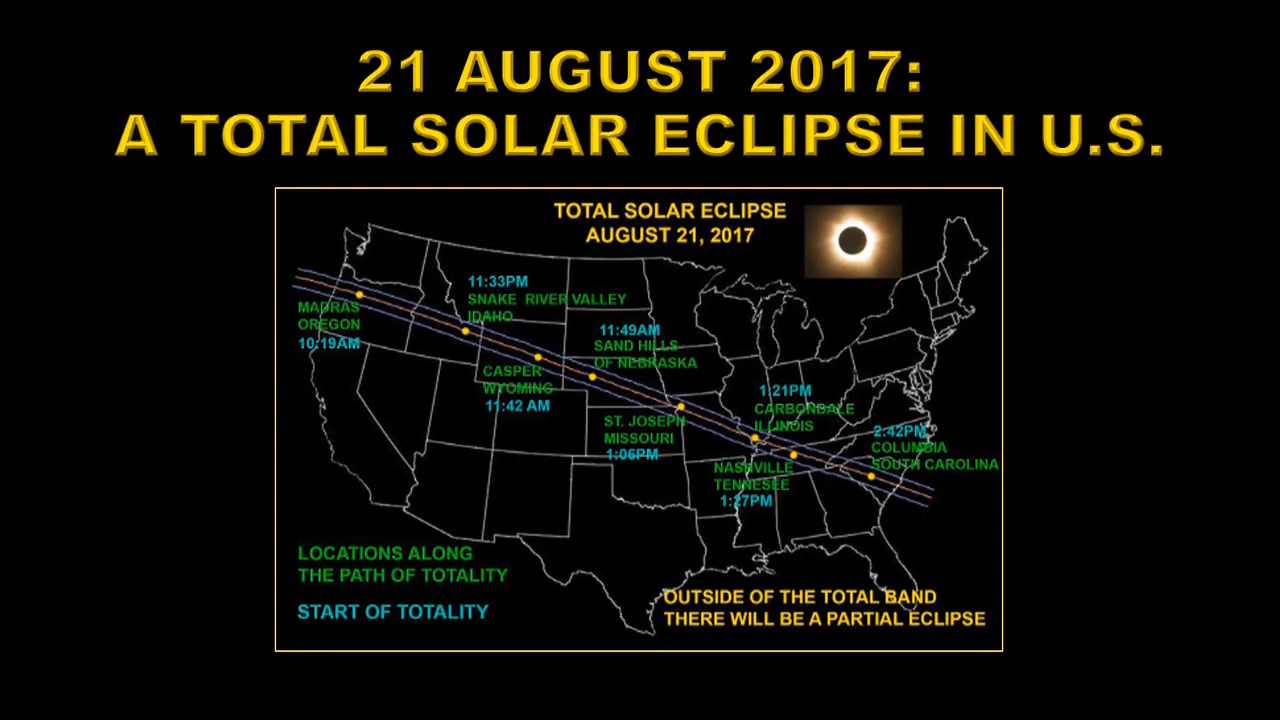 21 AUGUST 2017:
A TOTAL SOLAR ECLIPSE IN U.S.
TOTAL SOLAR ECLIPSE
AUGUST 21, 2017
MADRAS
OREGON
10:19AM
11:33PM
SNAKE RIVER VALLEY
IDAHO
CASPER
WYOMING
11:42 AM
11:49AM
SAND HILLS
OF NEBRASKA
ST. JOSEPH
MISSOURI
1:06PM
1:21PM
CARBONDALE
ILLINOIS
NASHVILLE
TENNESEE
1:27PM
2:42PM
COLUMBIA
SOUTH CAROLINA
LOCATIONS ALONG
THE PATH OF TOTALITY
START OF TOTALITY
OUTSIDE OF THE TOTAL BAND
THERE WILL BE A PARTIAL ECLIPSE